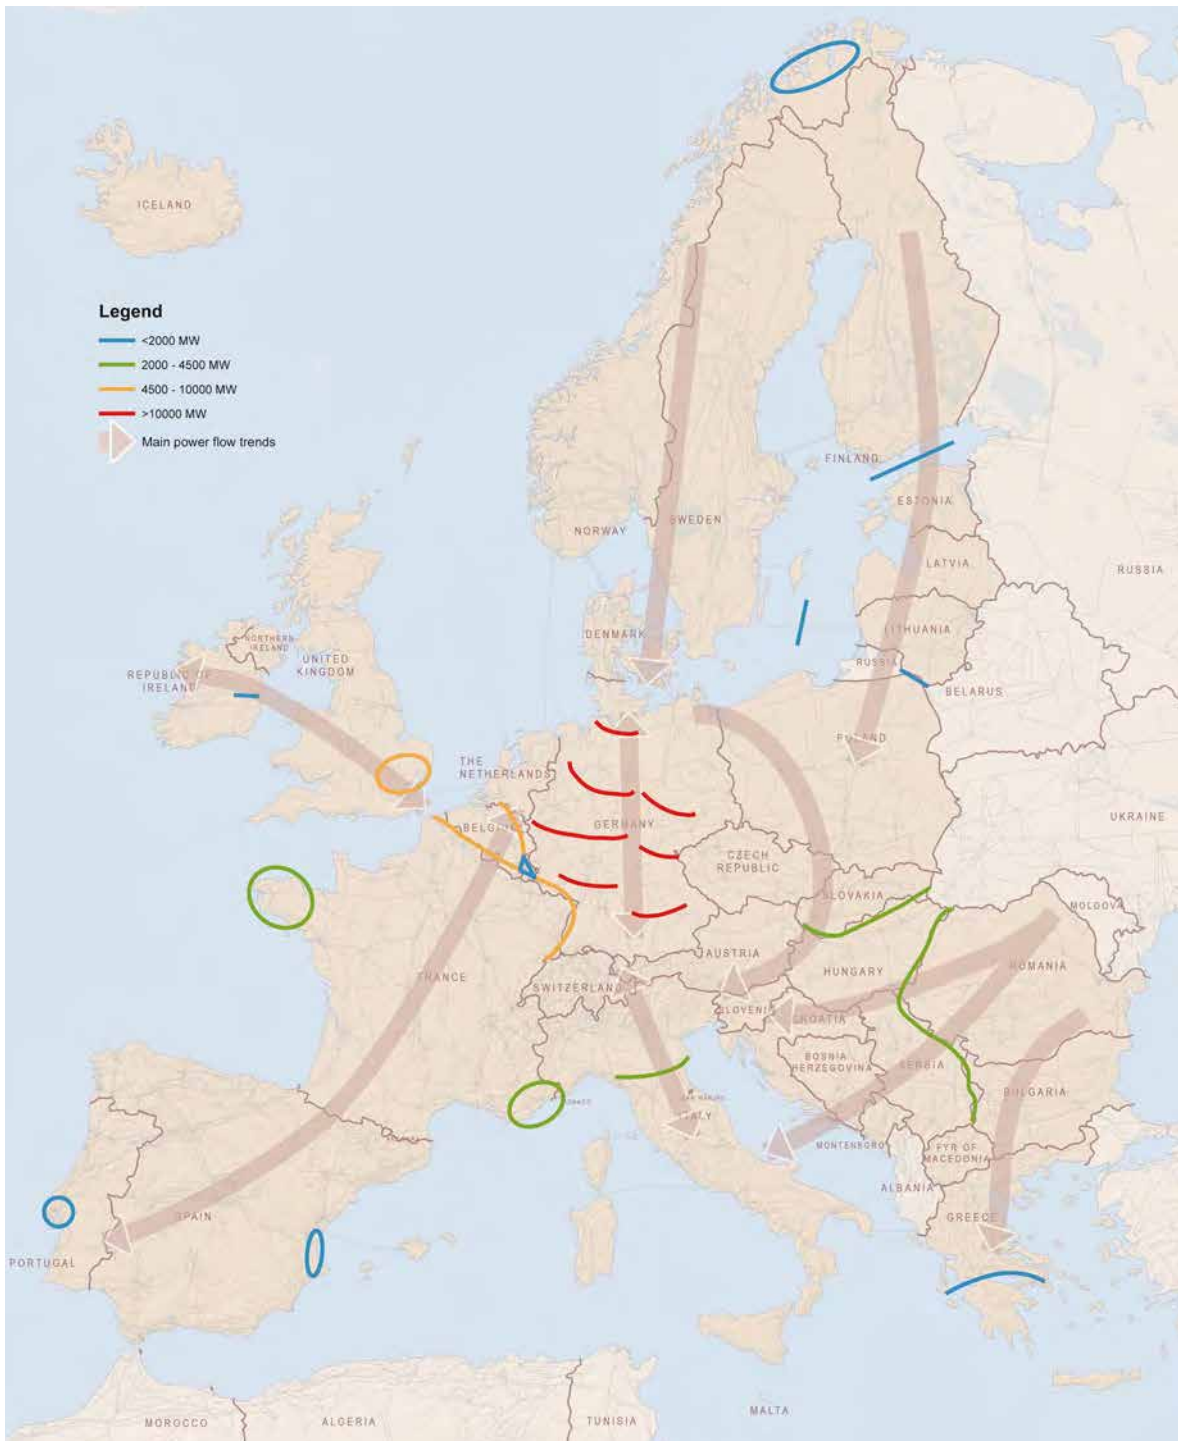 ICELAND
Legend
<2000 MW
2000 - 4500 MW
4500 - 10000 MW
>10000 MW
Main power flow trends
FINLAND
ESTONIA
NORWAY
SWEDEN
LATVIA
RUSSIA
LITHUANIA
DENMARK
NORTHERN
IRELAND
UNITED
KINGDOM
REPUBLIC OF
IRELAND
RUSSIA
BELARUS
POLAND
THE
NETHERLANDS
UKRAINE
BELGIUM
GERMANY
CZECH
REPUBLIC
SLOVAKIA
MOLDOVA
AUSTRIA
HUNGARY
ROMANIA
FRANCE
SWITZERLAND
SLOVENI
CROATIA
BOSNIA
HERZEGOVINA
SERBIA
BULGARIA
SAN MARINO
ITALY
MONTENEGRO
FYR OF
MACEDONIA
ALBANIA
GREECE
SPAIN
PORTUGAL
MOROCCO
ALGERIA
TUNISIA
MALTA